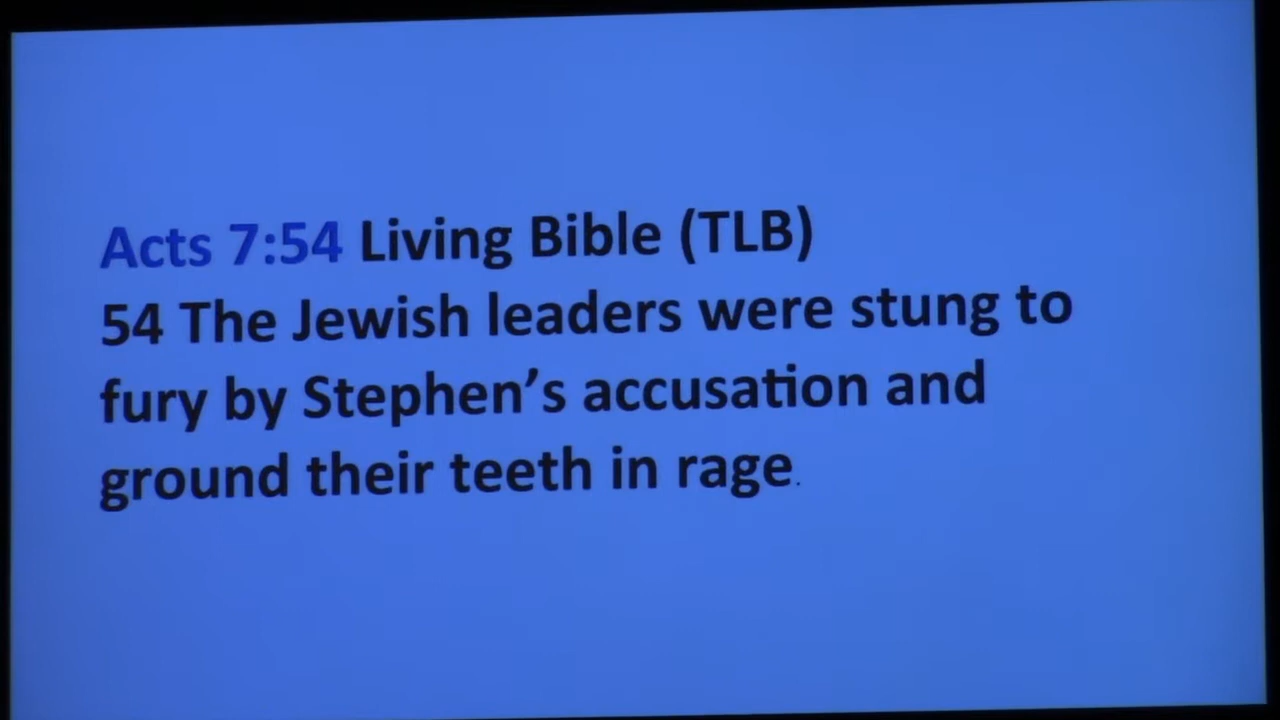 Acts 7:54 Living Bible (TLB)
54 The Jewish leaders were stung to
fury by Stephen’s accusation and
ground their teeth in rage.